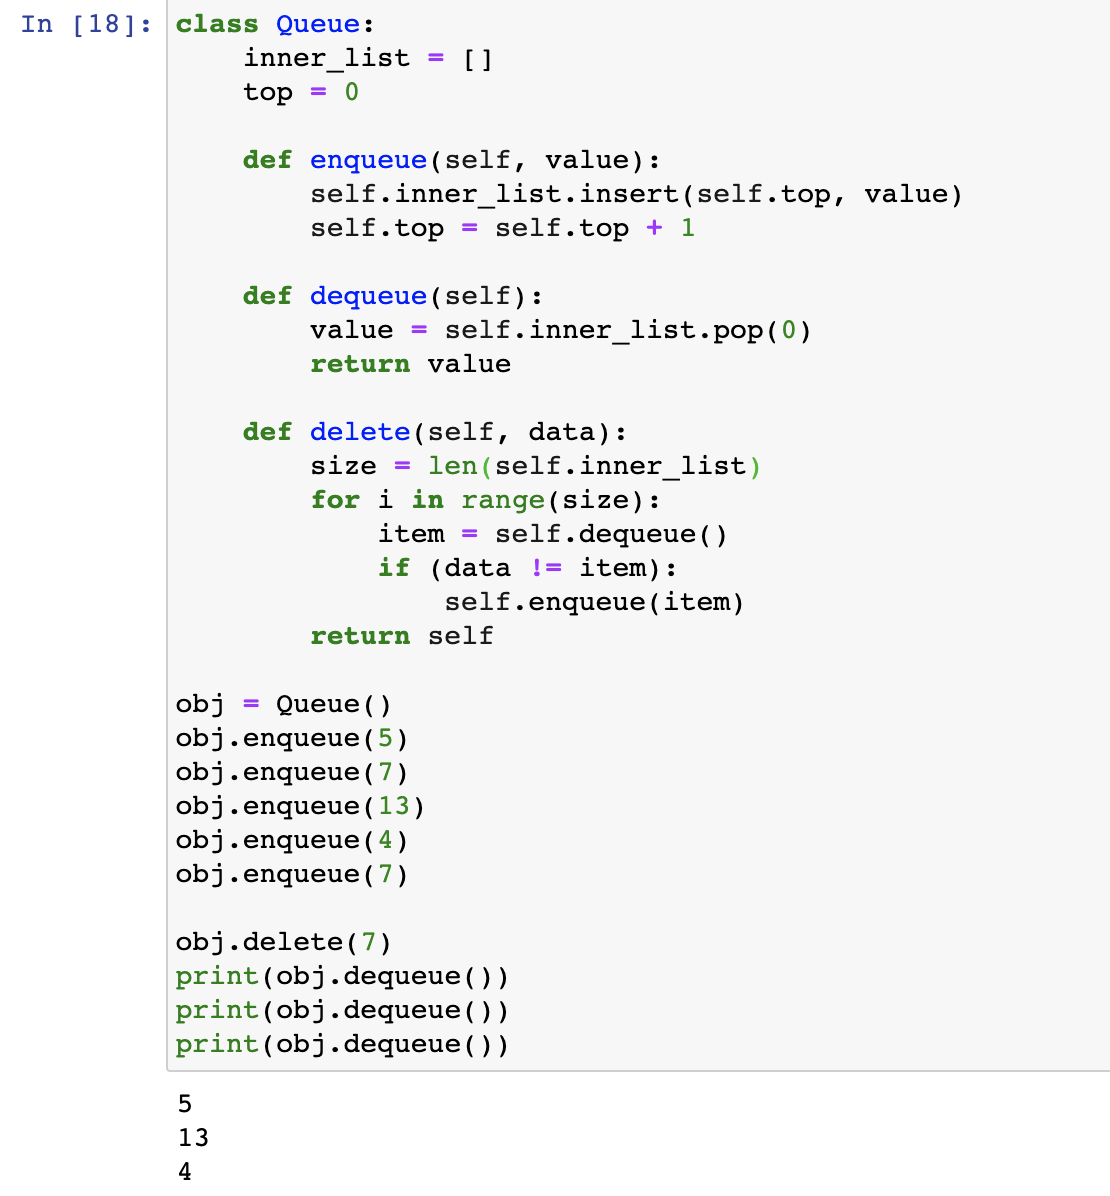 In [18]: class Queue:
    inner_list = []
    top = 0

    def enqueue(self, value):
        self.inner_list.insert(self.top, value)
        self.top = self.top + 1

    def dequeue(self):
        value = self.inner_list.pop(0)
        return value

    def delete(self, data):
        size = len(self.inner_list)
        for i in range(size):
            item = self.dequeue()
            if (data != item):
                self.enqueue(item)
        return self

obj = Queue()
obj.enqueue(5)
obj.enqueue(7)
obj.enqueue(13)
obj.enqueue(4)
obj.enqueue(7)

obj.delete(7)
print(obj.dequeue())
print(obj.dequeue())
print(obj.dequeue())

5
13
4